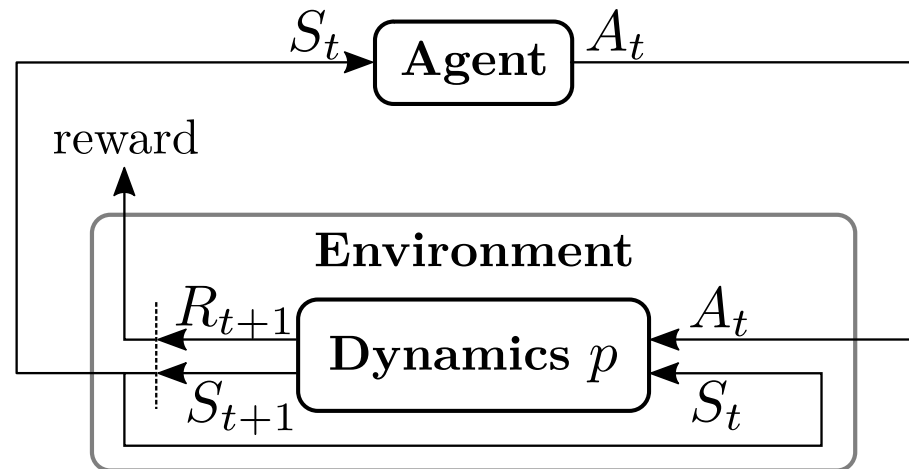 S_t Agent A_t
reward
Environment
R_{t+1} A_t
Dynamics p
S_{t+1} S_t